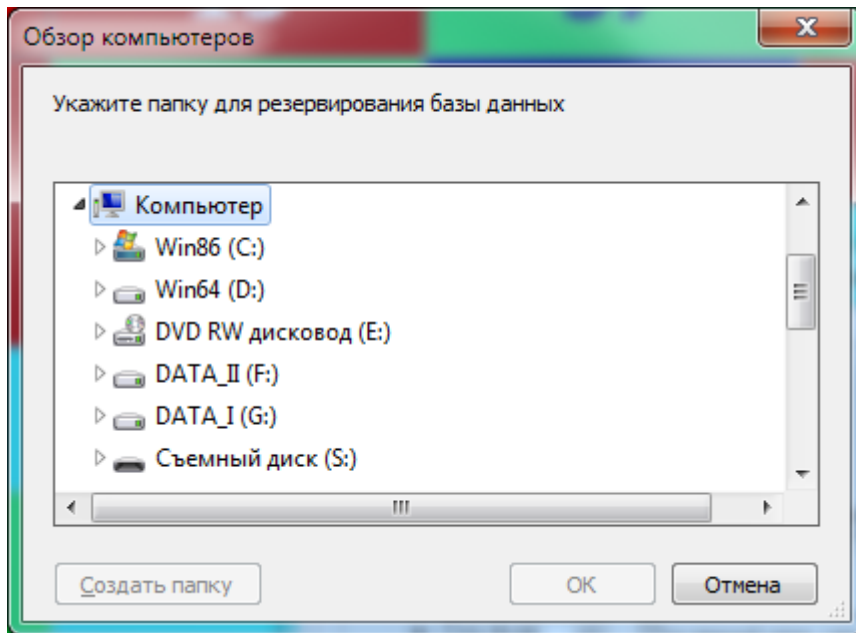 Обзор компьютеров
Укажите папку для резервирования базы данных
Компьютер
Win86 (C:)
Win64 (D:)
DVD RW дисковод (E:)
DATA_II (F:)
DATA_I (G:)
Съемный диск (S:)
Создать папку
OK
Отмена